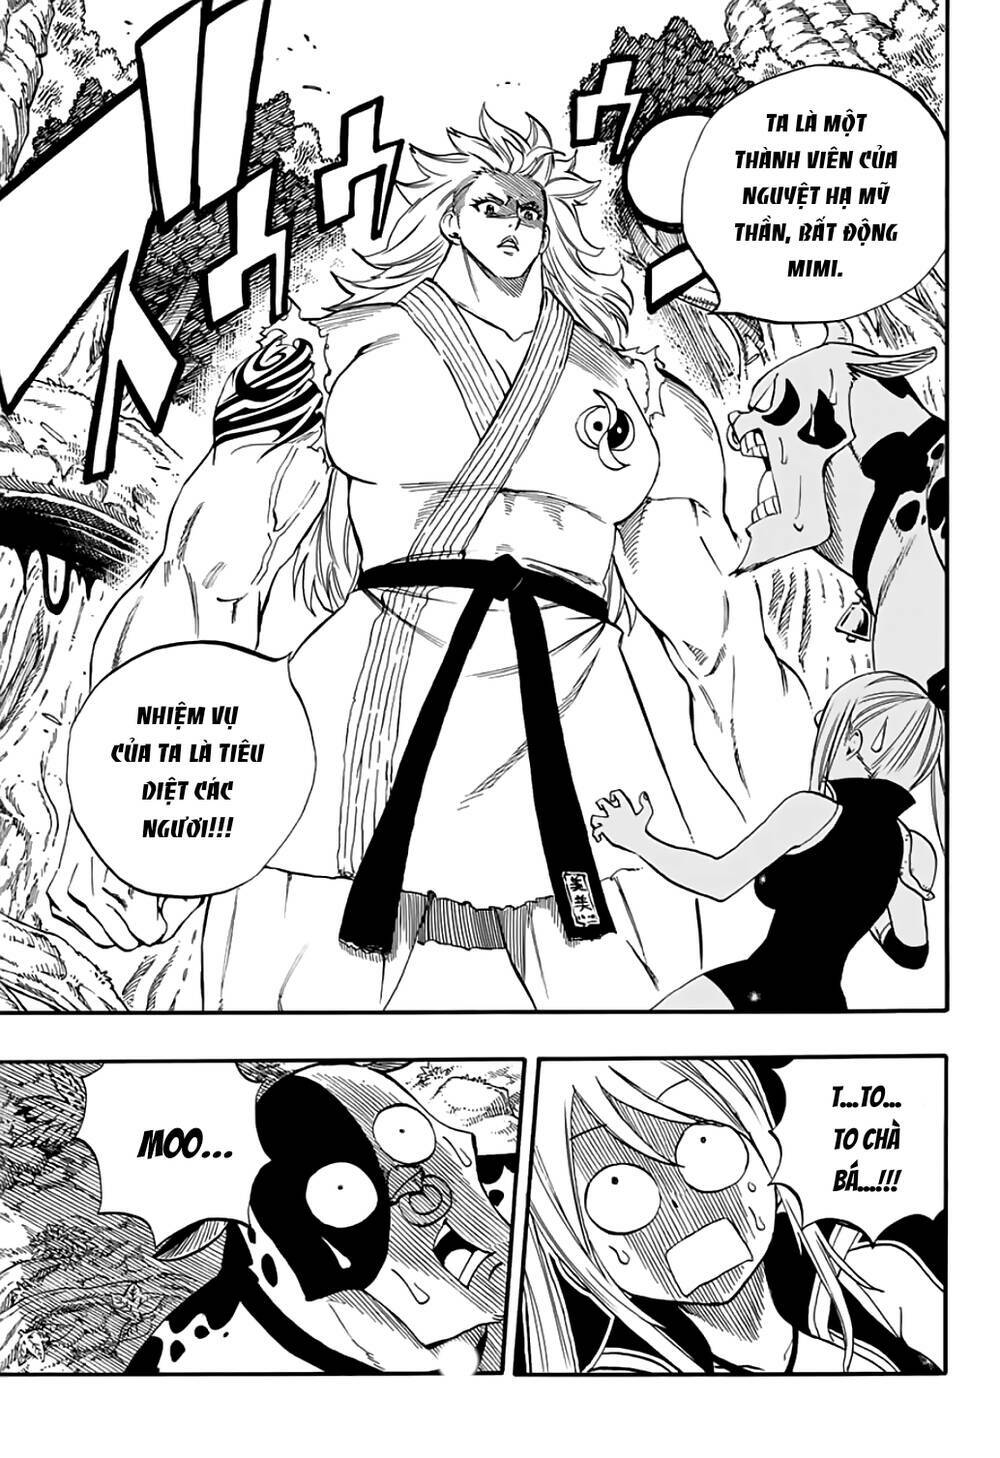 TA LÀ MỘT
THÀNH VIÊN CỦA
NGUYỆT HẠ MỸ
THẦN, BẤT ĐỘNG
MIMI.
NHIỆM VỤ
CỦA TA LÀ TIÊU
DIỆT CÁC
NGƯƠI!!!
T...TO...
TO CHÀ
BÁ....!!!
MOO...